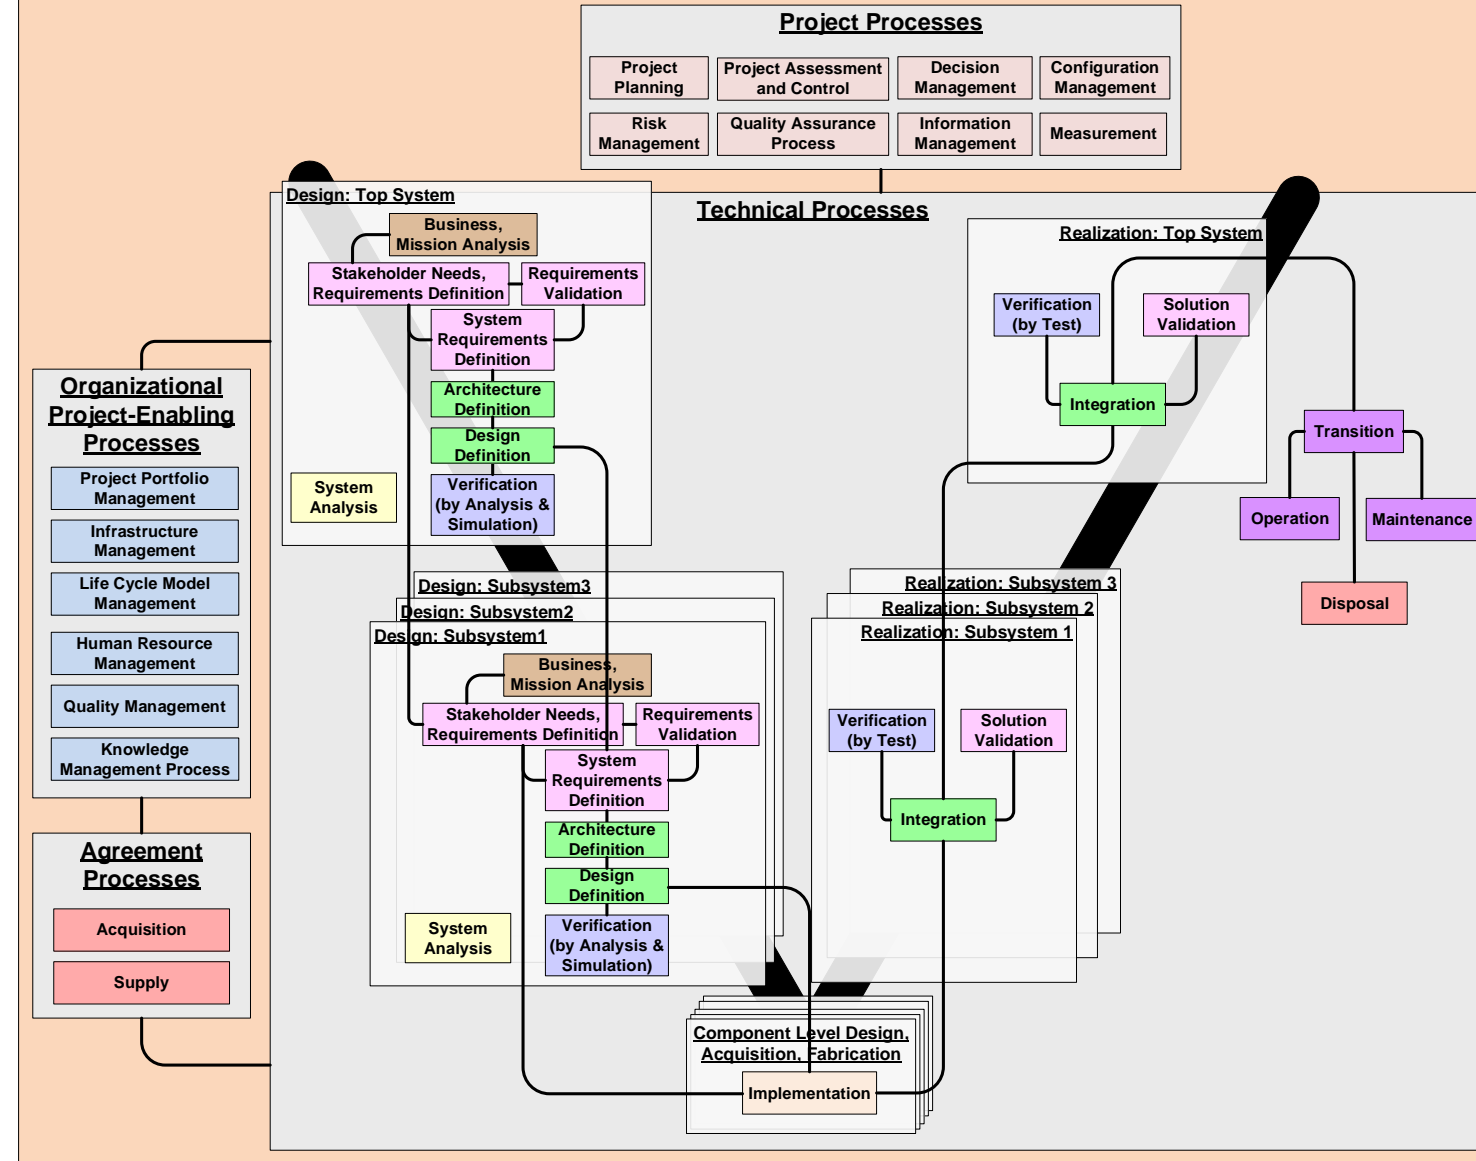 Project Processes
Project
Planning
Project Assessment
and Control
Decision
Management
Configuration
Management
Risk
Management
Quality Assurance
Process
Information
Management
Measurement
Technical Processes
Design: Top System
Business,
Mission Analysis
Stakeholder Needs,
Requirements Definition
Requirements
Validation
System
Requirements
Definition
Architecture
Definition
Design
Definition
System
Analysis
Verification
(by Analysis &
Simulation)
Realization: Top System
Verification
(by Test)
Solution
Validation
Integration
Transition
Operation
Maintenance
Disposal
Organizational
Project-Enabling
Processes
Project Portfolio
Management
Infrastructure
Management
Life Cycle Model
Management
Human Resource
Management
Quality Management
Knowledge
Management Process
Agreement
Processes
Acquisition
Supply
Design: Subsystem3
Design: Subsystem2
Design: Subsystem1
Business,
Mission Analysis
Stakeholder Needs,
Requirements Definition
Requirements
Validation
System
Requirements
Definition
Architecture
Definition
Design
Definition
System
Analysis
Verification
(by Analysis &
Simulation)
Realization: Subsystem 3
Realization: Subsystem 2
Realization: Subsystem 1
Verification
(by Test)
Solution
Validation
Integration
Component Level Design,
Acquisition, Fabrication
Implementation